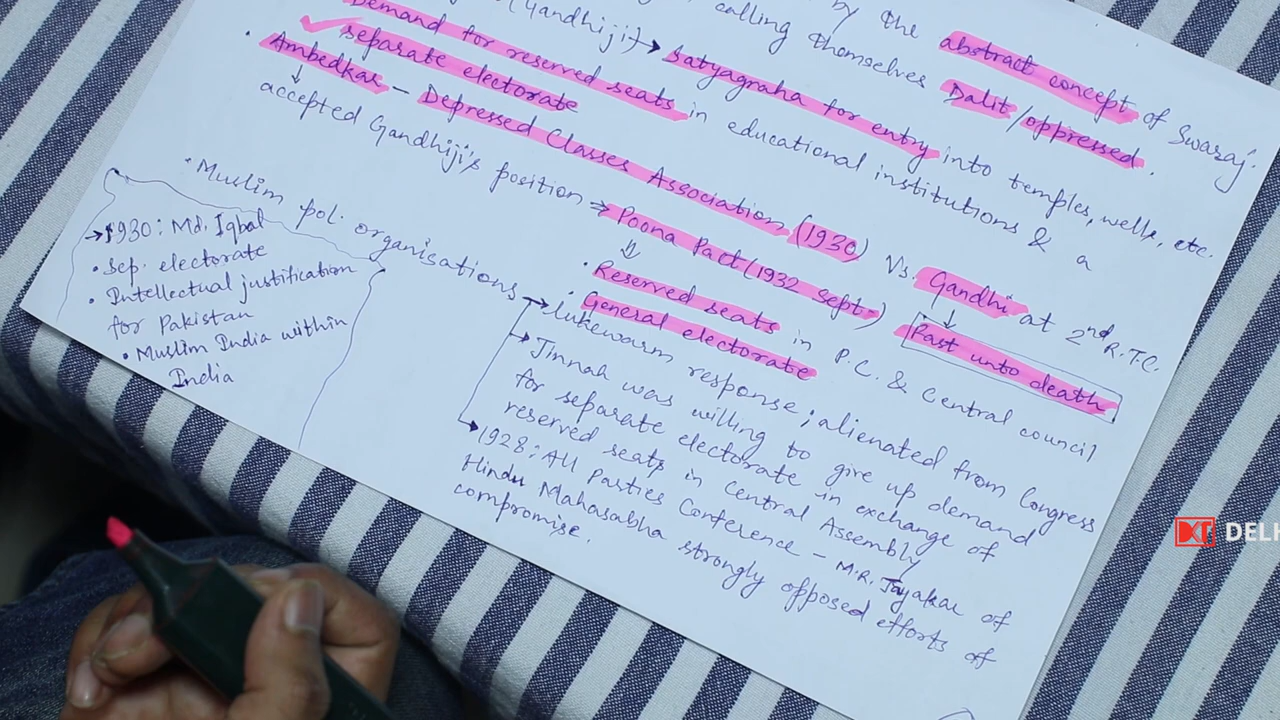 by the abstract concept of Swaraj.
calling themselves Dalit/oppressed.
(Gandhiji) → Satyagraha for entry into temples, wells, etc.
Demand for reserved seats in educational institutions & a
✓ separate electorate
• Ambedkar – Depressed Classes Association (1930) Vs. Gandhi at 2nd R.T.C.
↓
accepted Gandhiji's position ⇒ Poona Pact (1932 Sept.) Fast unto death
• Reserved seats in P.C. & Central council
• General electorate
• Muslim pol. organisations → lukewarm response; alienated from Congress
→ Jinnah was willing to give up demand
for separate electorate in exchange of
reserved seats in Central Assembly
→ 1928: All Parties Conference – M.R. Jayakar of
Hindu Mahasabha strongly opposed efforts of
compromise.
→ 1930: Md. Iqbal
• Sep. electorate
• Intellectual justification
for Pakistan
• Muslim India within
India
DELH